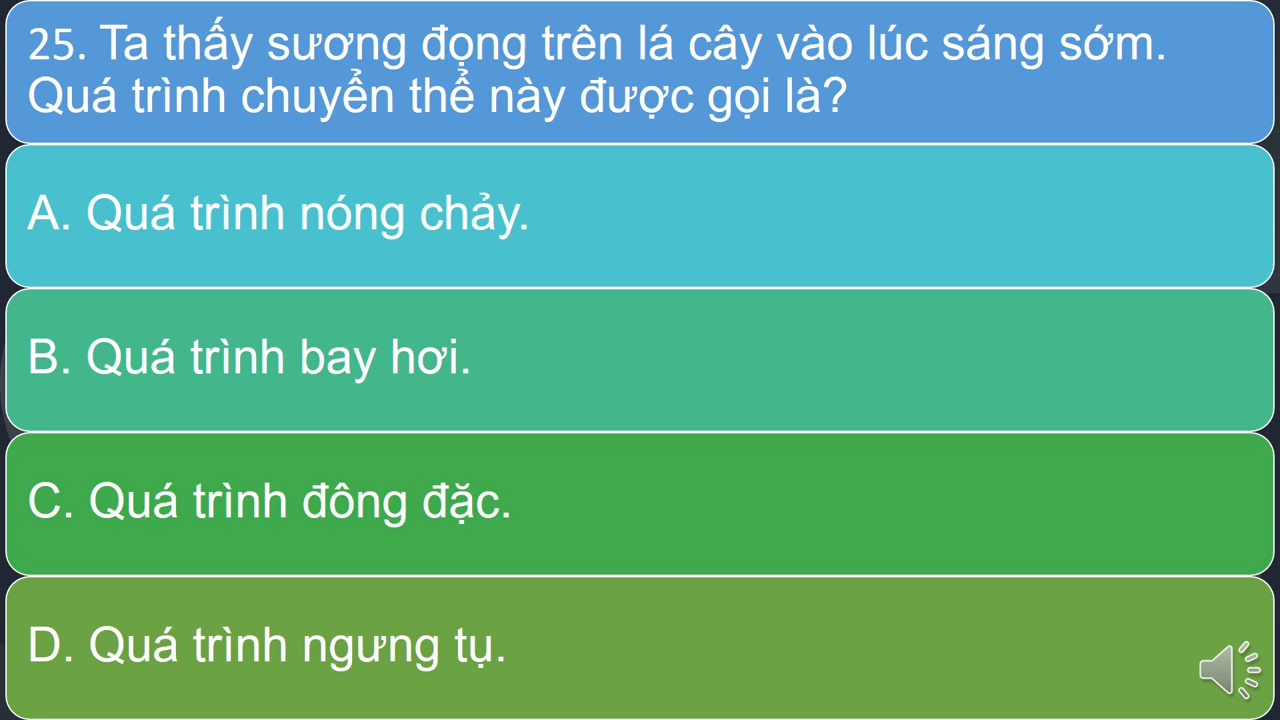 25. Ta thấy sương đọng trên lá cây vào lúc sáng sớm.
Quá trình chuyển thể này được gọi là?
A. Quá trình nóng chảy.
B. Quá trình bay hơi.
C. Quá trình đông đặc.
D. Quá trình ngưng tụ.